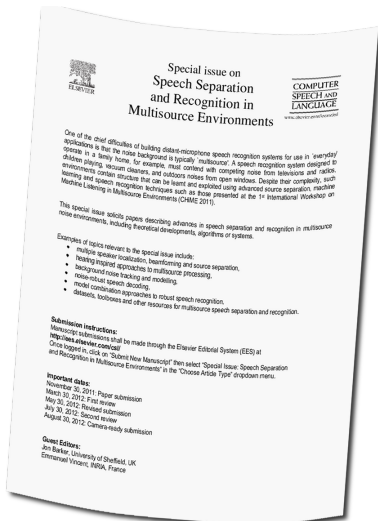 ELSEVIER
Special issue on
Speech Separation
and Recognition in
Multisource Environments
COMPUTER
SPEECH AND
LANGUAGE
One of the chief difficulties of building distant-microphone speech recognition systems for use in 'everyday'
applications is that the noise background is typically 'multisource'. A speech recognition system designed to
operate in a family home, for example, must contend with competing noise from televisions and radios,
children playing, vacuum cleaners, and outdoors noises from open windows. Despite their complexity, such
environments contain structure that can be learnt and exploited using advanced source separation, machine
learning and speech recognition techniques such as those presented at the 1st International Workshop on
Machine Listening in Multisource Environments (CHiME 2011).
This special issue solicits papers describing advances in speech separation and recognition in multisource
noise environments, including theoretical developments, algorithms or systems.
Examples of topics relevant to the special issue include:
• multiple speaker localization, beamforming and source separation,
• hearing inspired approaches to multisource processing,
• background noise tracking and modelling,
• noise-robust speech decoding,
• model combination approaches to robust speech recognition,
• datasets, toolboxes and other resources for multisource speech separation and recognition.
Submission instructions:
Manuscript submissions shall be made through the Elsevier Editorial System (EES) at
http://ees.elsevier.com/csl/
Once logged in, click on "Submit New Manuscript" then select "Special Issue: Speech Separation
and Recognition in Multisource Environments" in the "Choose Article Type" dropdown menu.
Important dates:
November 30, 2011: Paper submission
March 30, 2012: First review
May 30, 2012: Revised submission
July 30, 2012: Second review
August 30, 2012: Camera-ready submission
Guest Editors:
Jon Barker, University of Sheffield, UK
Emmanuel Vincent, INRIA, France